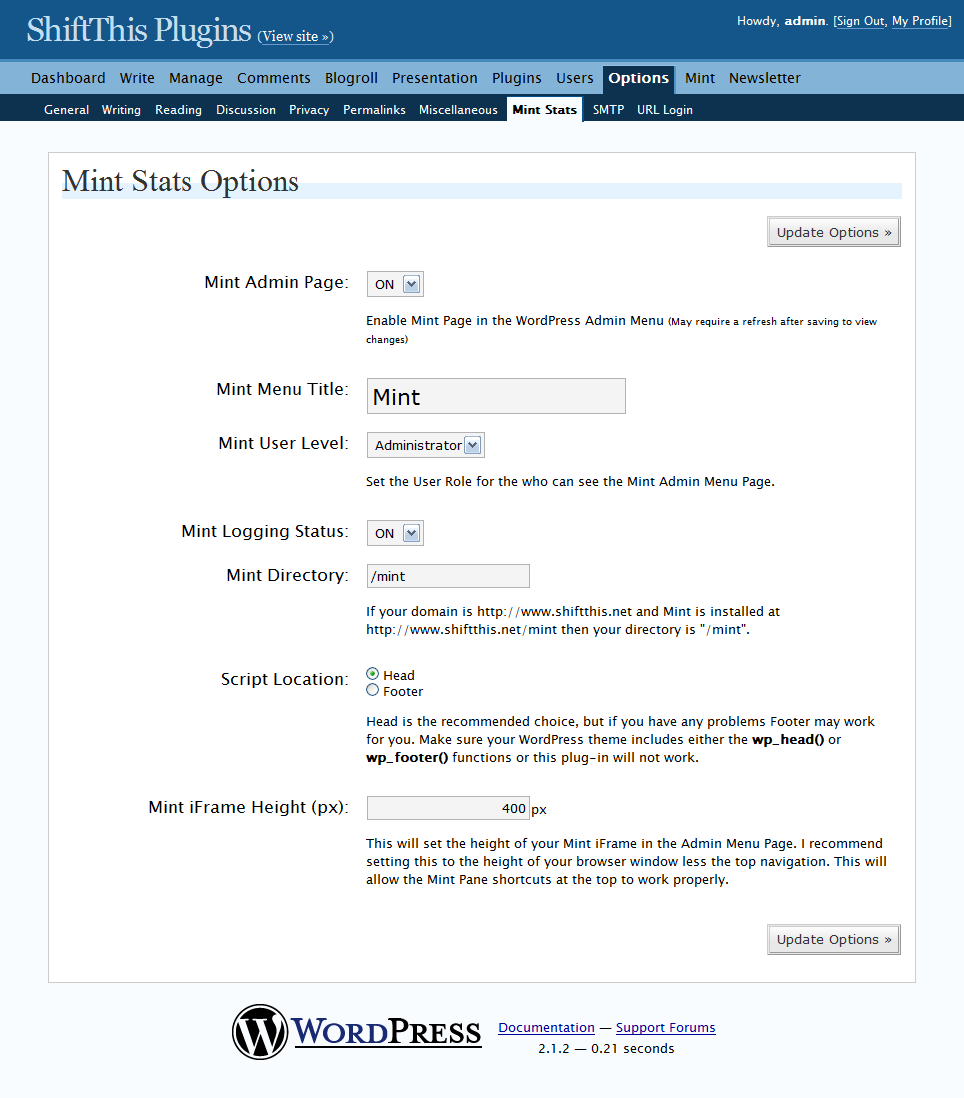 ShiftThis Plugins (View site »)
Howdy, admin. [Sign Out, My Profile]
Dashboard Write Manage Comments Blogroll Presentation Plugins Users Options Mint Newsletter
General Writing Reading Discussion Privacy Permalinks Miscellaneous Mint Stats SMTP URL Login
Mint Stats Options
Update Options »
Mint Admin Page: ON
Enable Mint Page in the WordPress Admin Menu (May require a refresh after saving to view
changes)
Mint Menu Title: Mint
Mint User Level: Administrator
Set the User Role for the who can see the Mint Admin Menu Page.
Mint Logging Status: ON
Mint Directory: /mint
If your domain is http://www.shiftthis.net and Mint is installed at
http://www.shiftthis.net/mint then your directory is "/mint".
Script Location: Head
Footer
Head is the recommended choice, but if you have any problems Footer may work
for you. Make sure your WordPress theme includes either the wp_head() or
wp_footer() functions or this plug-in will not work.
Mint iFrame Height (px): 400 px
This will set the height of your Mint iFrame in the Admin Menu Page. I recommend
setting this to the height of your browser window less the top navigation. This will
allow the Mint Pane shortcuts at the top to work properly.
Update Options »
W WORDPRESS
Documentation — Support Forums
2.1.2 — 0.21 seconds